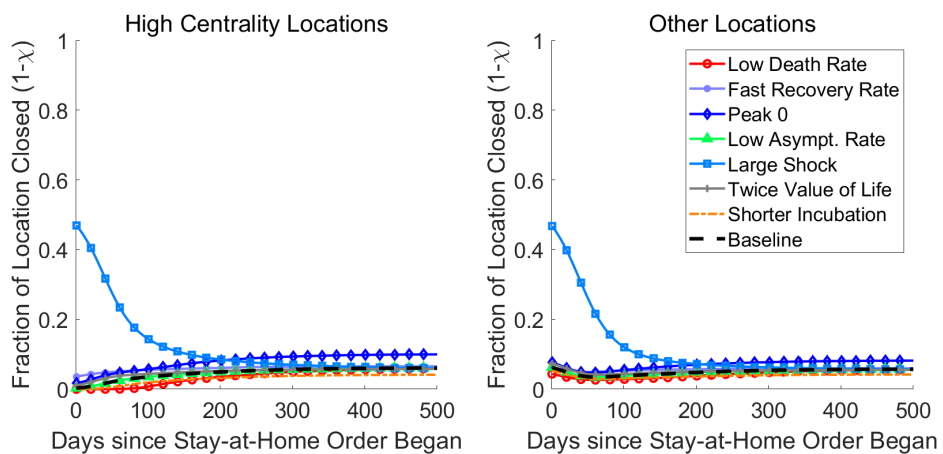 High Centrality Locations
Fraction of Location Closed (1-χ)
1
0.8
0.6
0.4
0.2
0
0
100
200
300
400
500
Days since Stay-at-Home Order Began
Other Locations
Fraction of Location Closed (1-χ)
1
0.8
0.6
0.4
0.2
0
0
100
200
300
400
500
Days since Stay-at-Home Order Began
Low Death Rate
Fast Recovery Rate
Peak 0
Low Asympt. Rate
Large Shock
Twice Value of Life
Shorter Incubation
Baseline